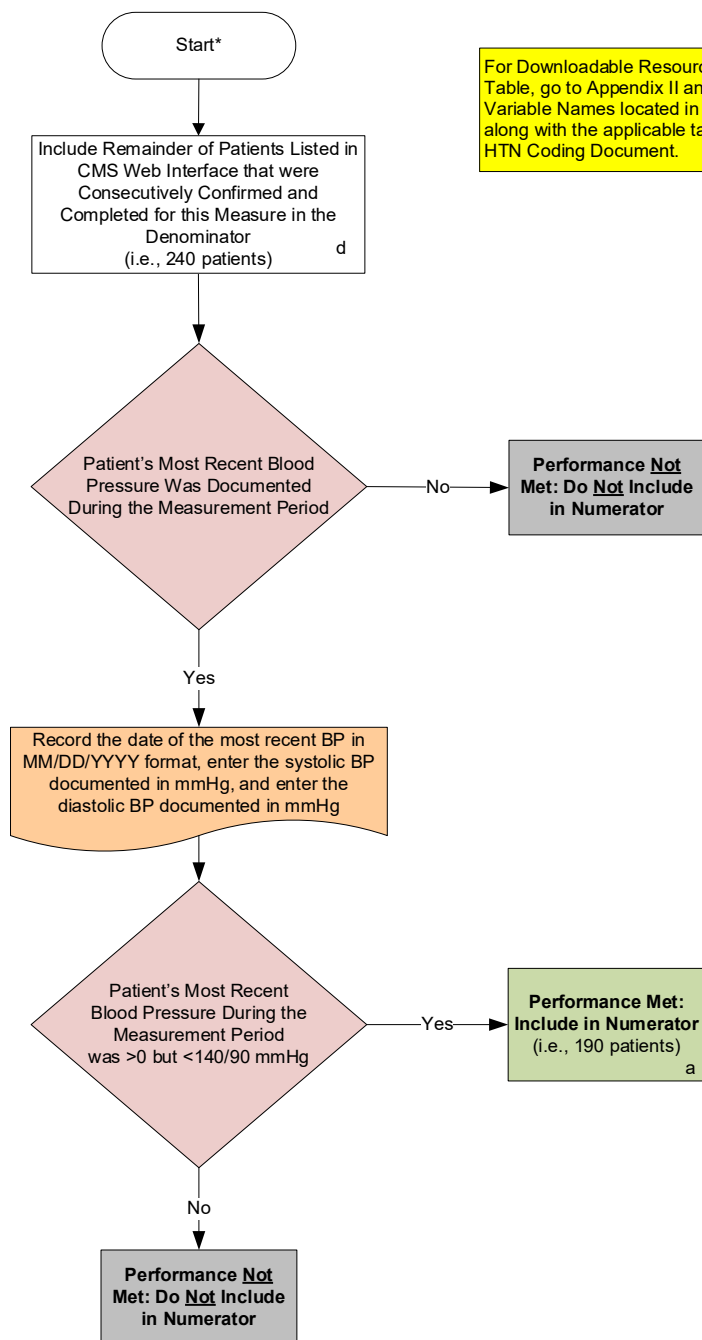 Start*
For Downloadable Resour
Table, go to Appendix II an
Variable Names located in
along with the applicable ta
HTN Coding Document.
Include Remainder of Patients Listed in
CMS Web Interface that were
Consecutively Confirmed and
Completed for this Measure in the
Denominator
(i.e., 240 patients)
d
Patient’s Most Recent Blood
Pressure Was Documented
During the Measurement Period
No
Performance Not
Met: Do Not Include
in Numerator
Yes
Record the date of the most recent BP in
MM/DD/YYYY format, enter the systolic BP
documented in mmHg, and enter the
diastolic BP documented in mmHg
Patient’s Most Recent
Blood Pressure During the
Measurement Period
was >0 but <140/90 mmHg
Yes
Performance Met:
Include in Numerator
(i.e., 190 patients)
a
No
Performance Not
Met: Do Not Include
in Numerator